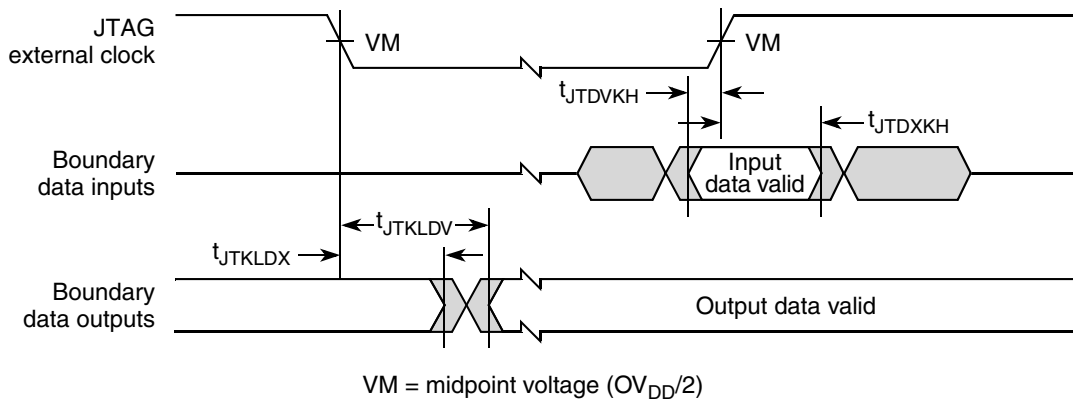 JTAG
external clock
VM
VM
tJTDVKH
tJTDXKH
Boundary
data inputs
Input
data valid
tJTKLDV
tJTKLDX
Boundary
data outputs
Output data valid
VM = midpoint voltage (OVDD/2)